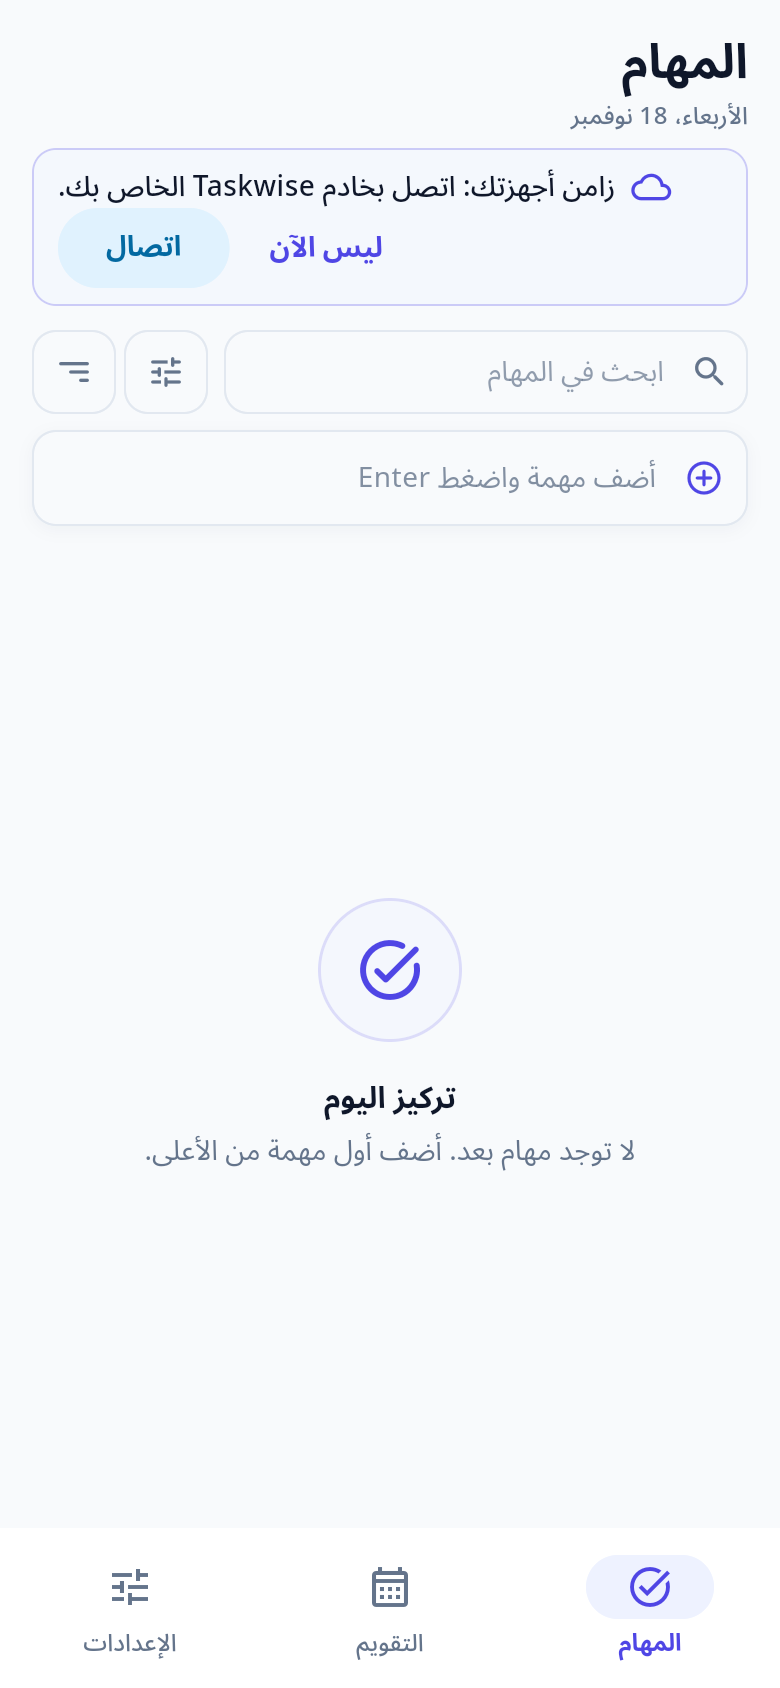 المهام
الأربعاء، 18 نوفمبر
زامن أجهزتك: اتصل بخادم Taskwise الخاص بك.
ليس الآن
اتصال
ابحث في المهام
أضف مهمة واضغط Enter
تركيز اليوم
لا توجد مهام بعد. أضف أول مهمة من الأعلى.
المهام
التقويم
الإعدادات